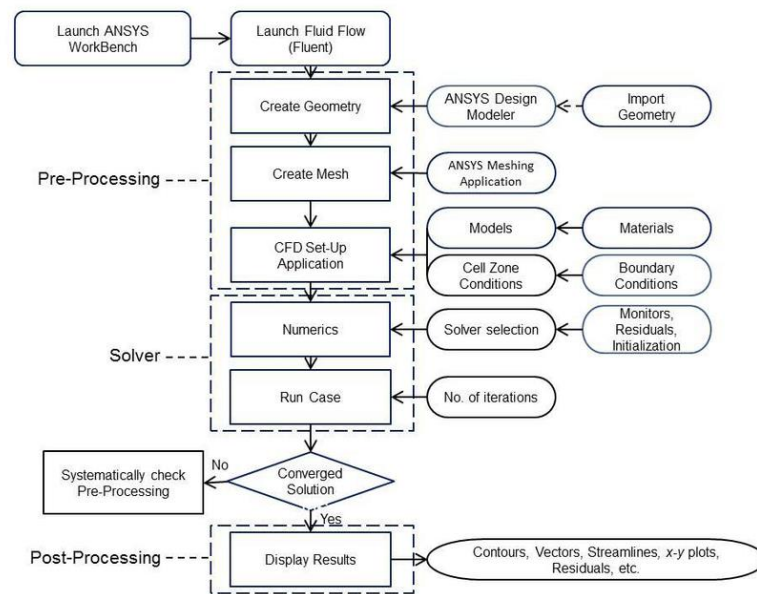 Launch ANSYS
WorkBench
Launch Fluid Flow
(Fluent)
Create Geometry
ANSYS Design
Modeler
Import
Geometry
Pre-Processing
Create Mesh
ANSYS Meshing
Application
CFD Set-Up
Application
Models
Materials
Cell Zone
Conditions
Boundary
Conditions
Solver
Numerics
Solver selection
Monitors,
Residuals,
Initialization
Run Case
No. of iterations
Systematically check
Pre-Processing
No
Converged
Solution
Yes
Post-Processing
Display Results
Contours, Vectors, Streamlines, x-y plots,
Residuals, etc.